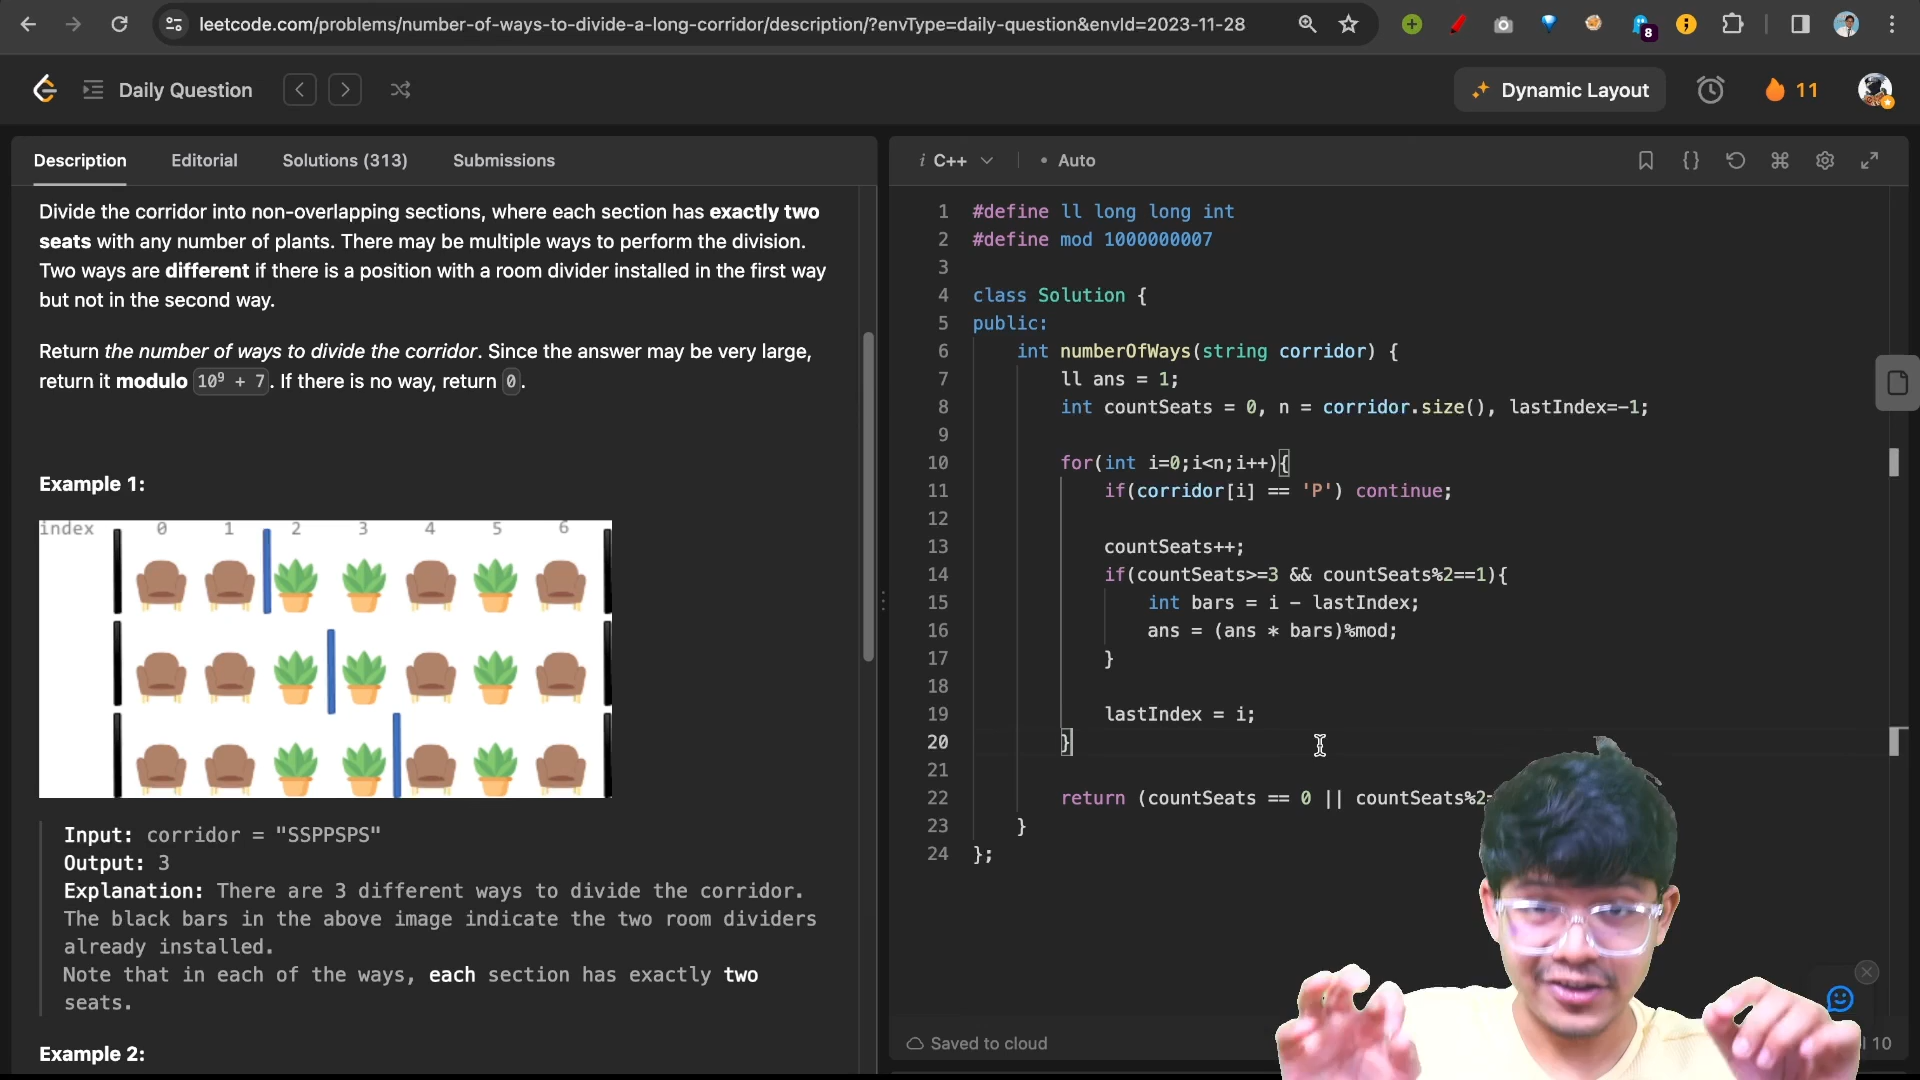 leetcode.com/problems/number-of-ways-to-divide-a-long-corridor/description/?envType=daily-question&envId=2023-11-28
8
Daily Question
Dynamic Layout
11
Description Editorial Solutions (313) Submissions
Divide the corridor into non-overlapping sections, where each section has exactly two
seats with any number of plants. There may be multiple ways to perform the division.
Two ways are different if there is a position with a room divider installed in the first way
but not in the second way.
Return the number of ways to divide the corridor. Since the answer may be very large,
return it modulo 10⁹ + 7. If there is no way, return 0.
Example 1:
index 0 1 2 3 4 5 6
Input: corridor = "SSPPSPS"
Output: 3
Explanation: There are 3 different ways to divide the corridor.
The black bars in the above image indicate the two room dividers
already installed.
Note that in each of the ways, each section has exactly two
seats.
Example 2:
i C++ • Auto
1 #define ll long long int
2 #define mod 1000000007
3
4 class Solution {
5 public:
6 int numberOfWays(string corridor) {
7 ll ans = 1;
8 int countSeats = 0, n = corridor.size(), lastIndex=-1;
9
10 for(int i=0;i<n;i++){
11 if(corridor[i] == 'P') continue;
12
13 countSeats++;
14 if(countSeats>=3 && countSeats%2==1){
15 int bars = i - lastIndex;
16 ans = (ans * bars)%mod;
17 }
18
19 lastIndex = i;
20 }
21
22 return (countSeats == 0 || countSeats%2
23 }
24 };
Saved to cloud
10